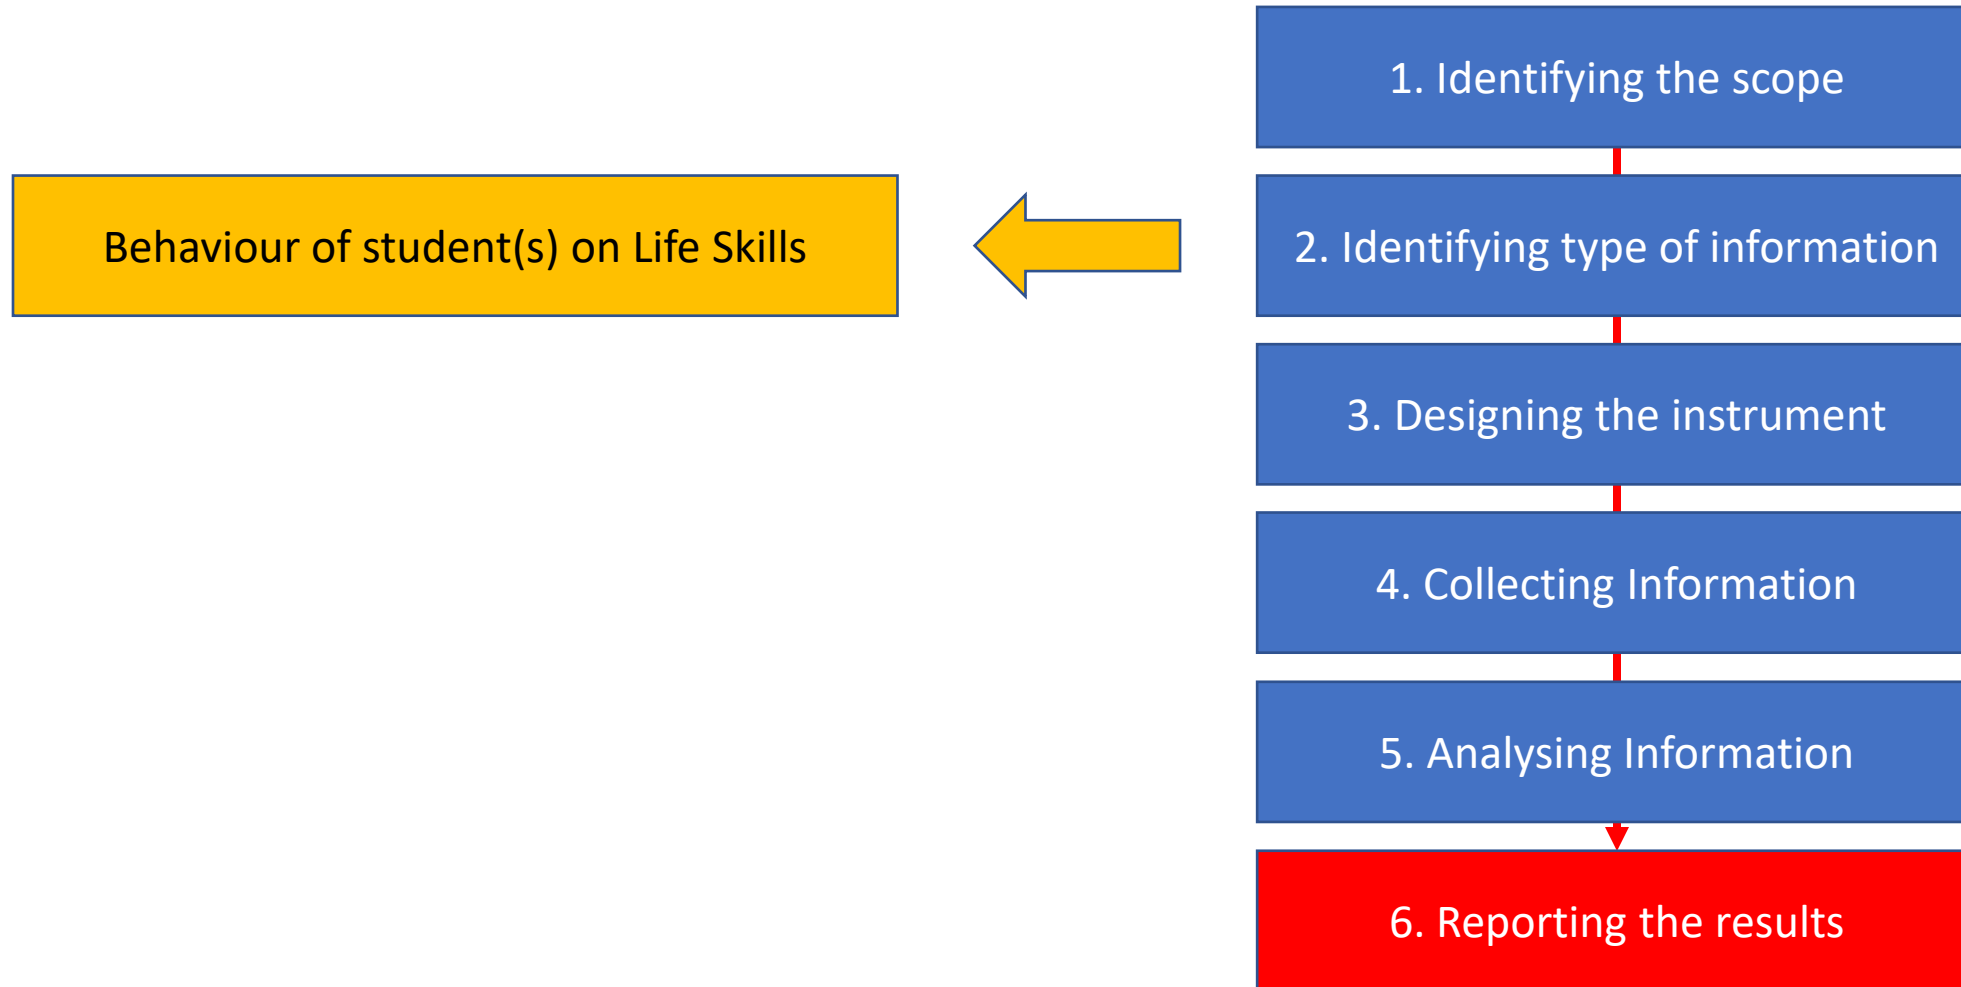 1. Identifying the scope
Behaviour of student(s) on Life Skills
2. Identifying type of information
3. Designing the instrument
4. Collecting Information
5. Analysing Information
6. Reporting the results